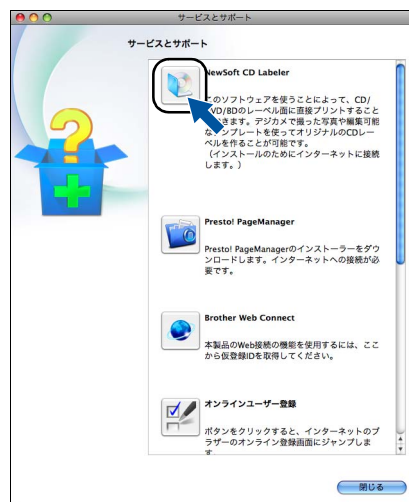 サービスとサポート
サービスとサポート
NewSoft CD Labeler
このソフトウェアを使うことによって、CD/
VD/BDのレーベル面に直接プリントすること
できます。デジカメで撮った写真や編集可能
なテンプレートを使ってオリジナルのCDレー
ベルを作ることが可能です。
(インストールのためにインターネットに接続
します。)
Presto! PageManager
Presto! PageManagerのインストーラーをダウ
ンロードします。インターネットへの接続が必
要です。
Brother Web Connect
本製品のWeb接続の機能を使用するには、ここ
から仮登録IDを取得してください。
オンラインユーザー登録
ボタンをクリックすると、インターネットのブ
ラザーのオンライン登録画面にジャンプしま
す。
閉じる